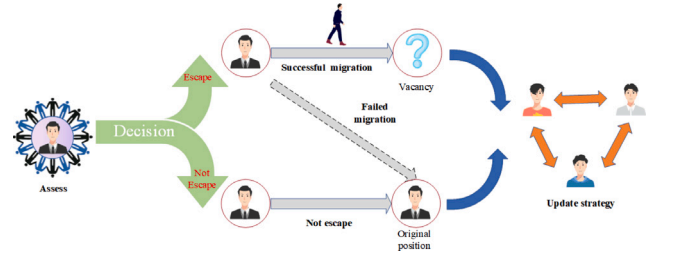 Assess
Decision
Escape
Not
Escape
Successful migration
Vacancy
Failed
migration
Not escape
Original
position
Update strategy